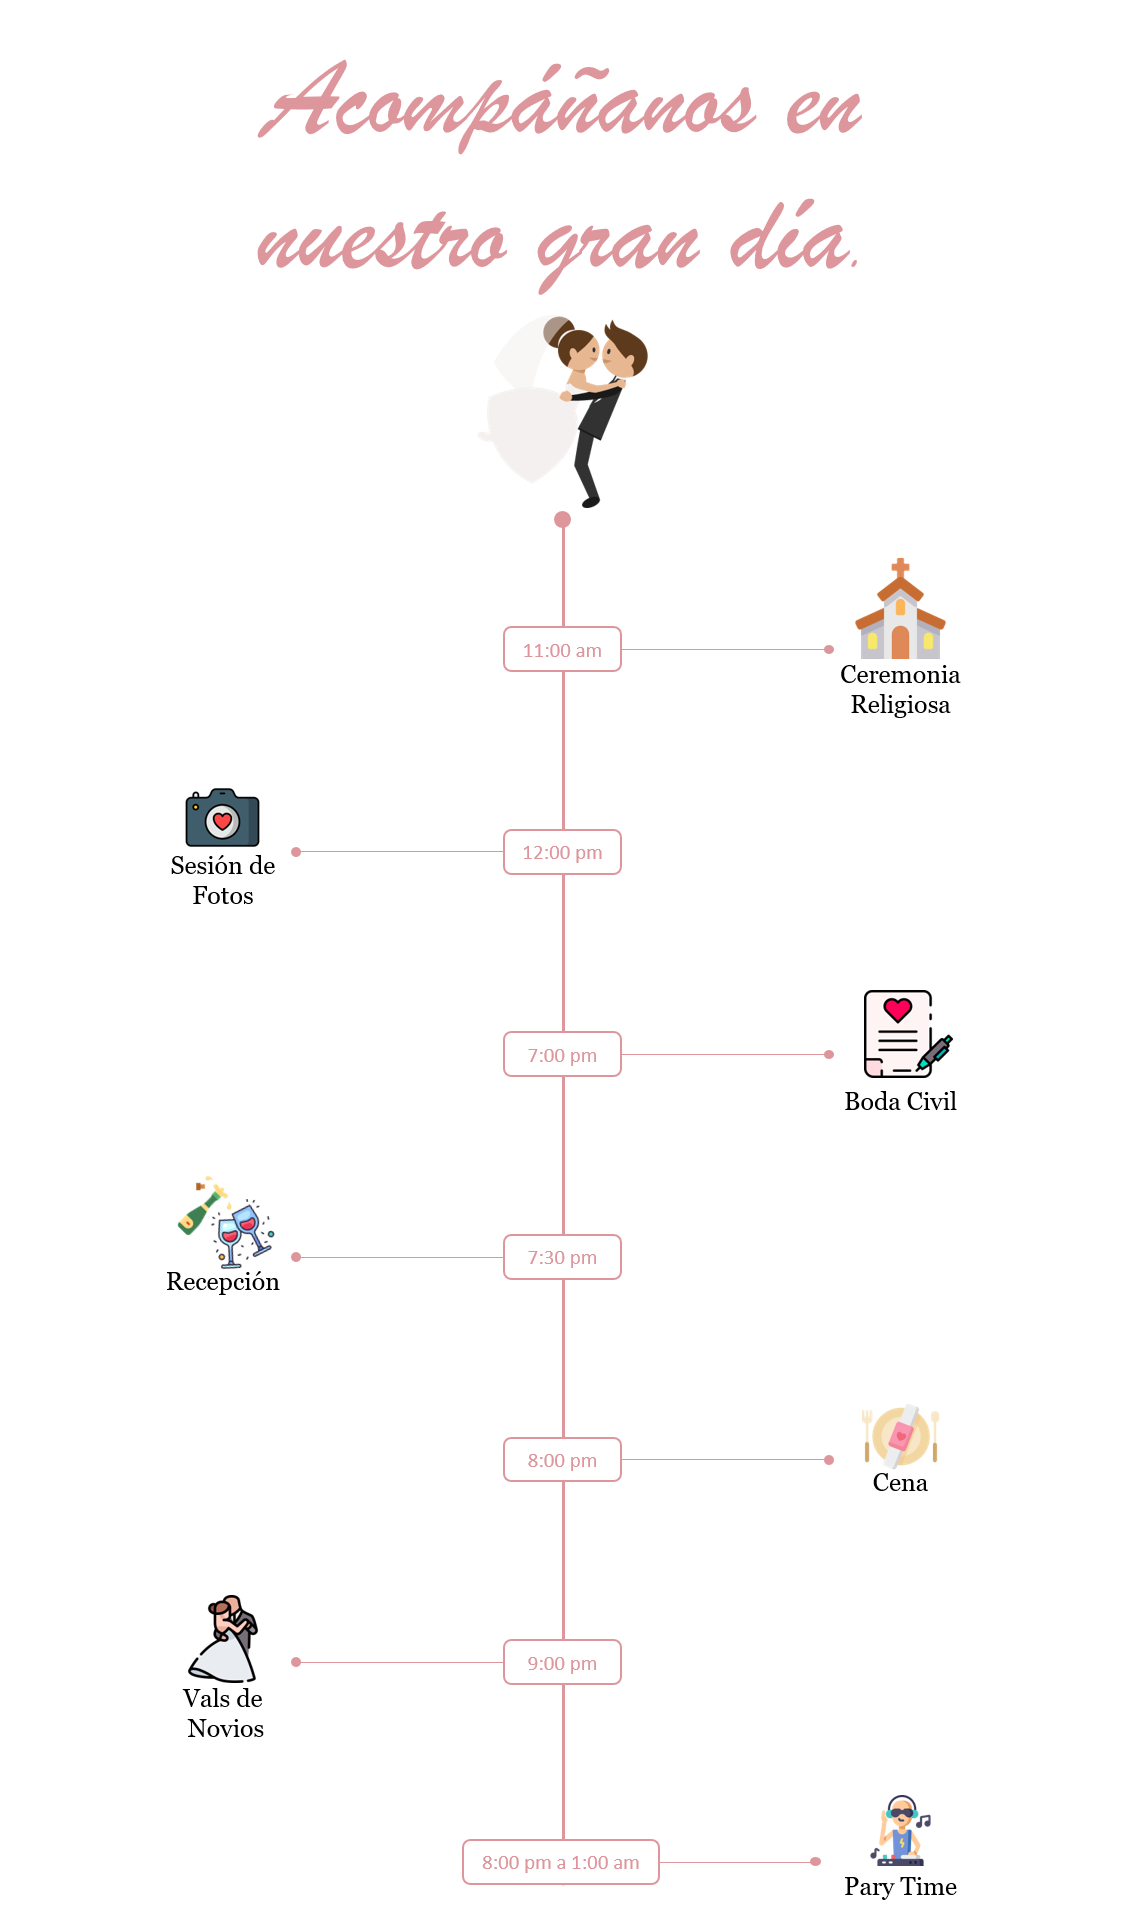 Acompáñanos en
nuestro gran día.
11:00 am
Ceremonia
Religiosa
12:00 pm
Sesión de
Fotos
7:00 pm
Boda Civil
7:30 pm
Recepción
8:00 pm
Cena
9:00 pm
Vals de
Novios
8:00 pm a 1:00 am
Pary Time